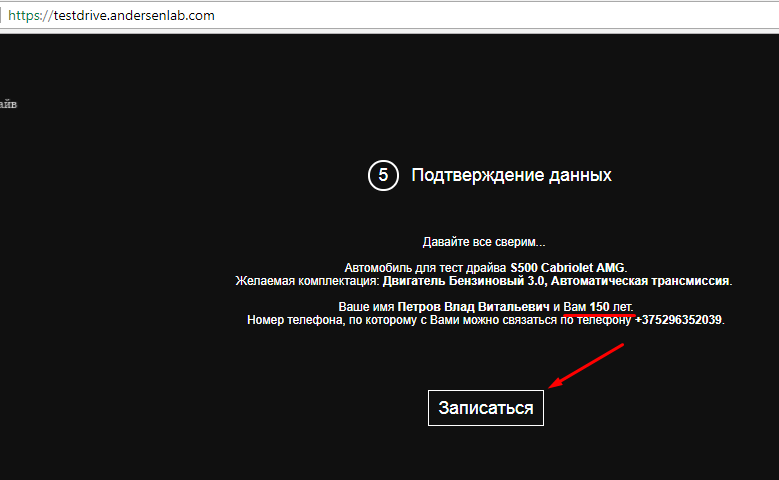 https://testdrive.andersenlab.com
айв
5 Подтверждение данных
Давайте все сверим...
Автомобиль для тест драйва S500 Cabriolet AMG.
Желаемая комплектация: Двигатель Бензиновый 3.0, Автоматическая трансмиссия.
Ваше имя Петров Влад Витальевич и Вам 150 лет.
Номер телефона, по которому с Вами можно связаться по телефону +375296352039.
Записаться